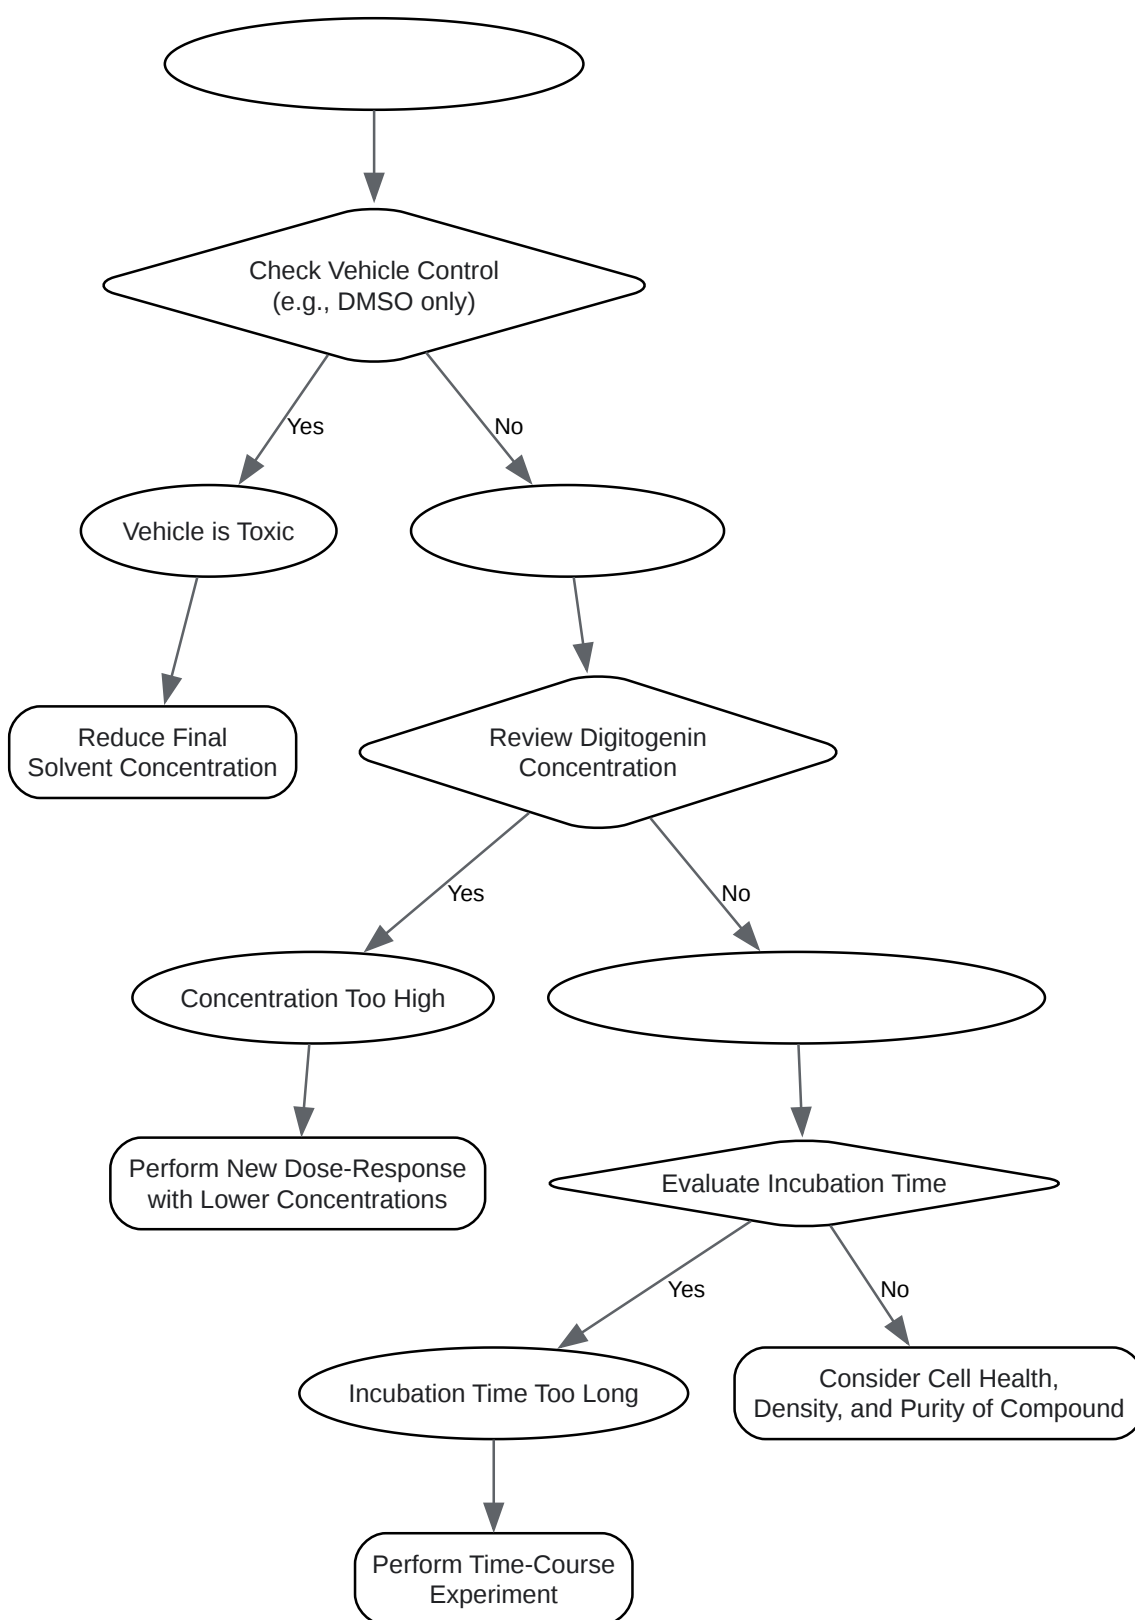 Check Vehicle Control
(e.g., DMSO only)
Yes
No
Vehicle is Toxic
Reduce Final
Solvent Concentration
Review Digitogenin
Concentration
Yes
No
Concentration Too High
Perform New Dose-Response
with Lower Concentrations
Evaluate Incubation Time
Yes
No
Incubation Time Too Long
Consider Cell Health,
Density, and Purity of Compound
Perform Time-Course
Experiment